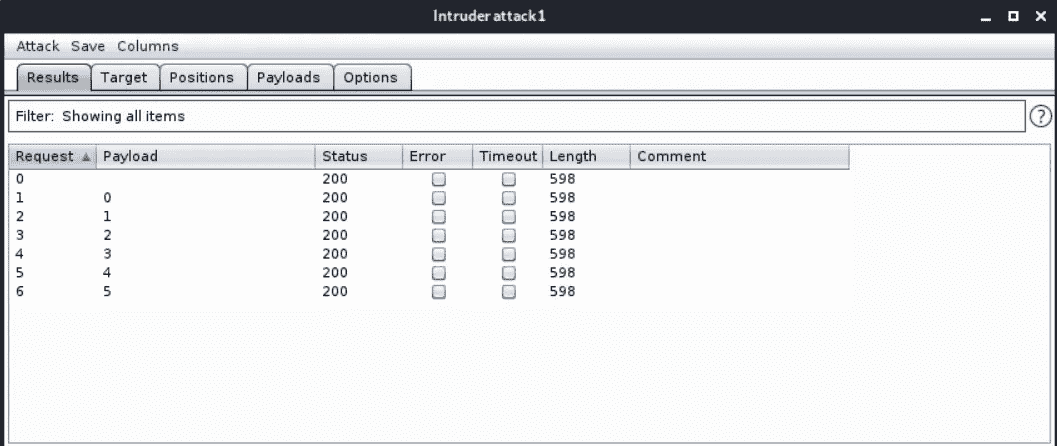 Intruder attack1
Attack Save Columns
Results Target Positions Payloads Options
Filter: Showing all items ?
Request Payload Status Error Timeout Length Comment
0 200 598
1 0 200 598
2 1 200 598
3 2 200 598
4 3 200 598
5 4 200 598
6 5 200 598